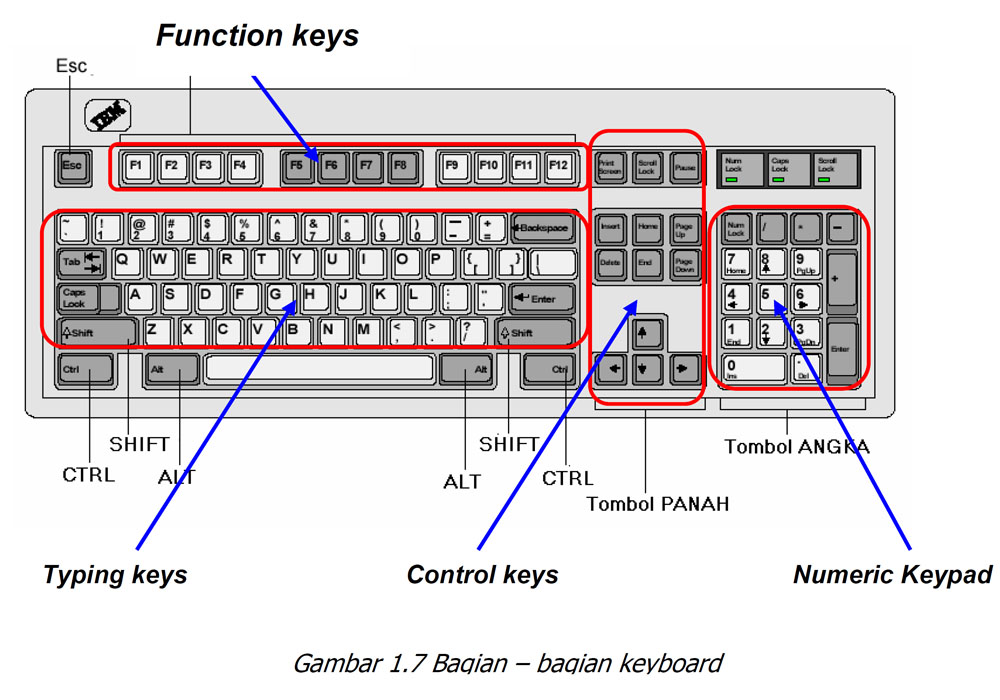 Function keys
Esc
IBM
Esc F1 F2 F3 F4 F5 F6 F7 F8 F9 F10 F11 F12 Print Screen Scroll Lock Pause Num Lock Caps Lock Scroll Lock
~ ` ! 1 @ 2 # 3 $ 4 % 5 ^ 6 & 7 * 8 ( 9 ) 0 — – + = Backspace Insert Home Page Up Num Lock / * –
Tab Q W E R T Y U I O P { [ } ] | \ Delete End Page Down 7 Home 8 9 PgUp +
Caps Lock A S D F G H J K L : ; " , Enter 4 5 6
Shift Z X C V B N M < , > . ? / Shift 1 End 2 3 PgDn Enter
Ctrl Alt Alt Ctrl 0 Ins . Del
SHIFT SHIFT Tombol ANGKA
CTRL ALT ALT CTRL
Tombol PANAH
Typing keys Control keys Numeric Keypad
Gambar 1.7 Bagian – bagian keyboard